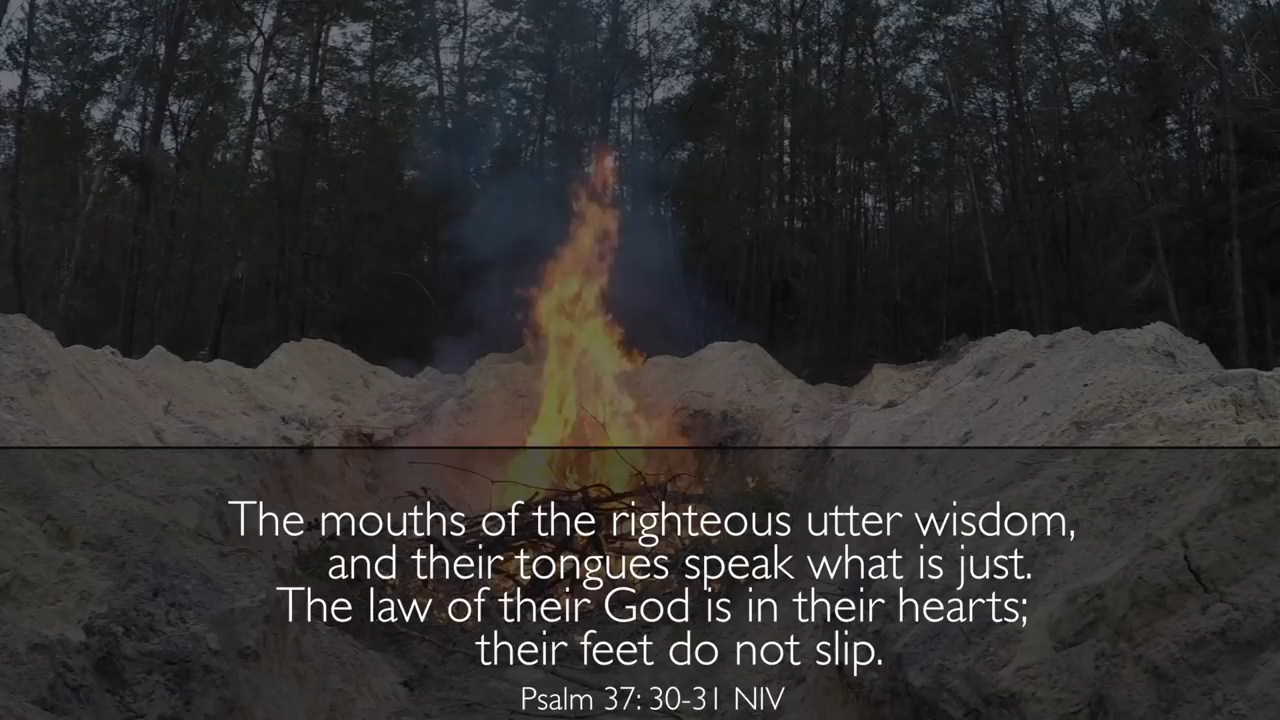 The mouths of the righteous utter wisdom,
and their tongues speak what is just.
The law of their God is in their hearts;
their feet do not slip.
Psalm 37: 30-31 NIV